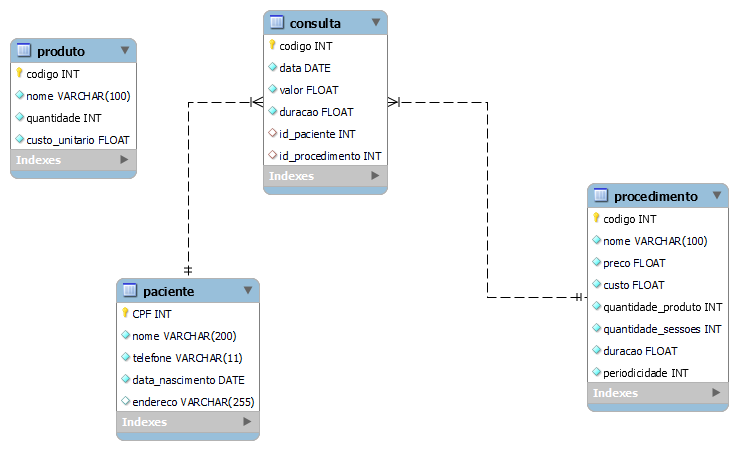 produto
codigo INT
nome VARCHAR(100)
quantidade INT
custo_unitario FLOAT
Indexes
consulta
codigo INT
data DATE
valor FLOAT
duracao FLOAT
id_paciente INT
id_procedimento INT
Indexes
paciente
CPF INT
nome VARCHAR(200)
telefone VARCHAR(11)
data_nascimento DATE
endereco VARCHAR(255)
Indexes
procedimento
codigo INT
nome VARCHAR(100)
preco FLOAT
custo FLOAT
quantidade_produto INT
quantidade_sessoes INT
duracao FLOAT
periodicidade INT
Indexes